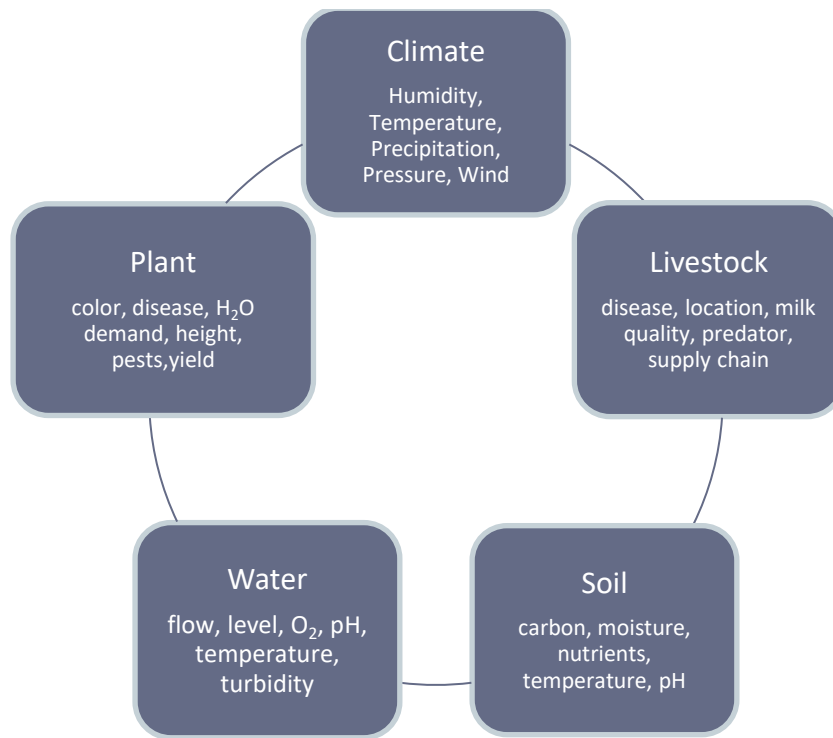 Climate
Humidity,
Temperature,
Precipitation,
Pressure, Wind
Plant
color, disease, H₂O
demand, height,
pests,yield
Livestock
disease, location, milk
quality, predator,
supply chain
Water
flow, level, O₂, pH,
temperature,
turbidity
Soil
carbon, moisture,
nutrients,
temperature, pH